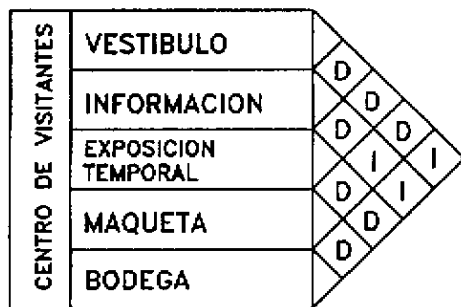 CENTRO DE VISITANTES
VESTIBULO
INFORMACION
EXPOSICION
TEMPORAL
MAQUETA
BODEGA
D
D
D D
I I
D I
D
D